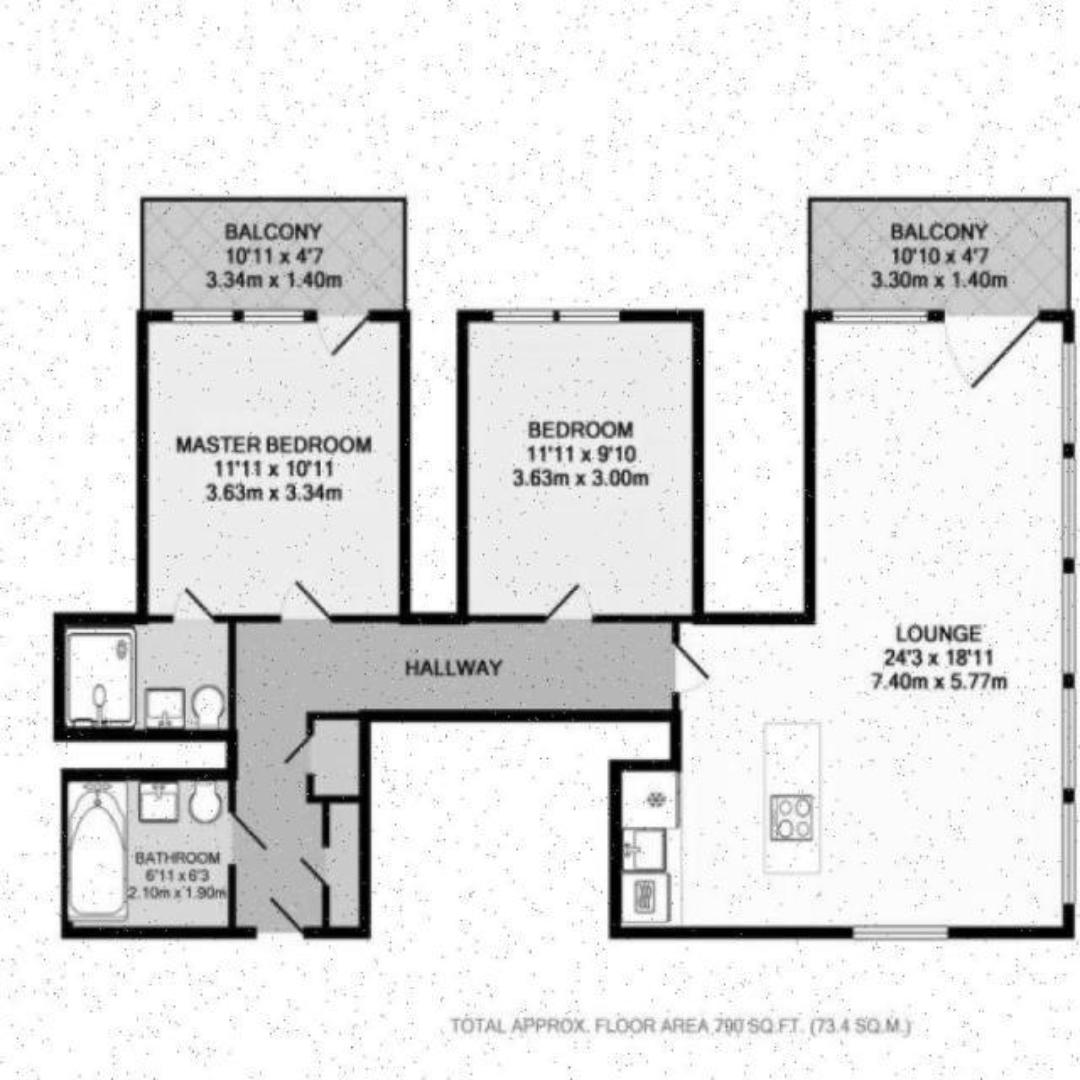 BALCONY
10'11 x 4'7
3.34m x 1.40m
BALCONY
10'10 x 4'7
3.30m x 1.40m
MASTER BEDROOM
11'11 x 10'11
3.63m x 3.34m
BEDROOM
11'11 x 9'10
3.63m x 3.00m
LOUNGE
24'3 x 18'11
7.40m x 5.77m
HALLWAY
BATHROOM
6'11 x 6'3
2.10m x 1.90m
TOTAL APPROX. FLOOR AREA 790 SQ.FT. (73.4 SQ.M.)